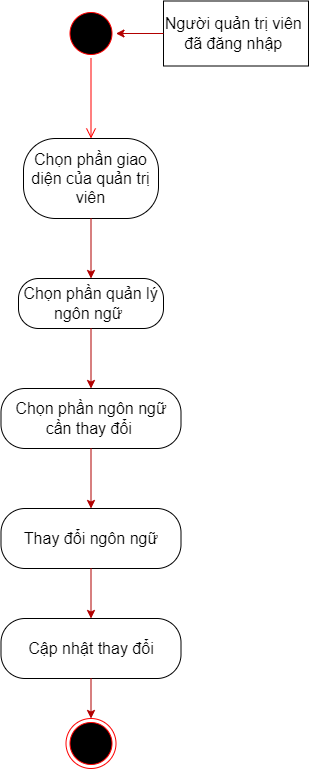 Người quản trị viên
đã đăng nhập
Chọn phần giao
diện của quản trị
viên
Chọn phần quản lý
ngôn ngữ
Chọn phần ngôn ngữ
cần thay đổi
Thay đổi ngôn ngữ
Cập nhật thay đổi